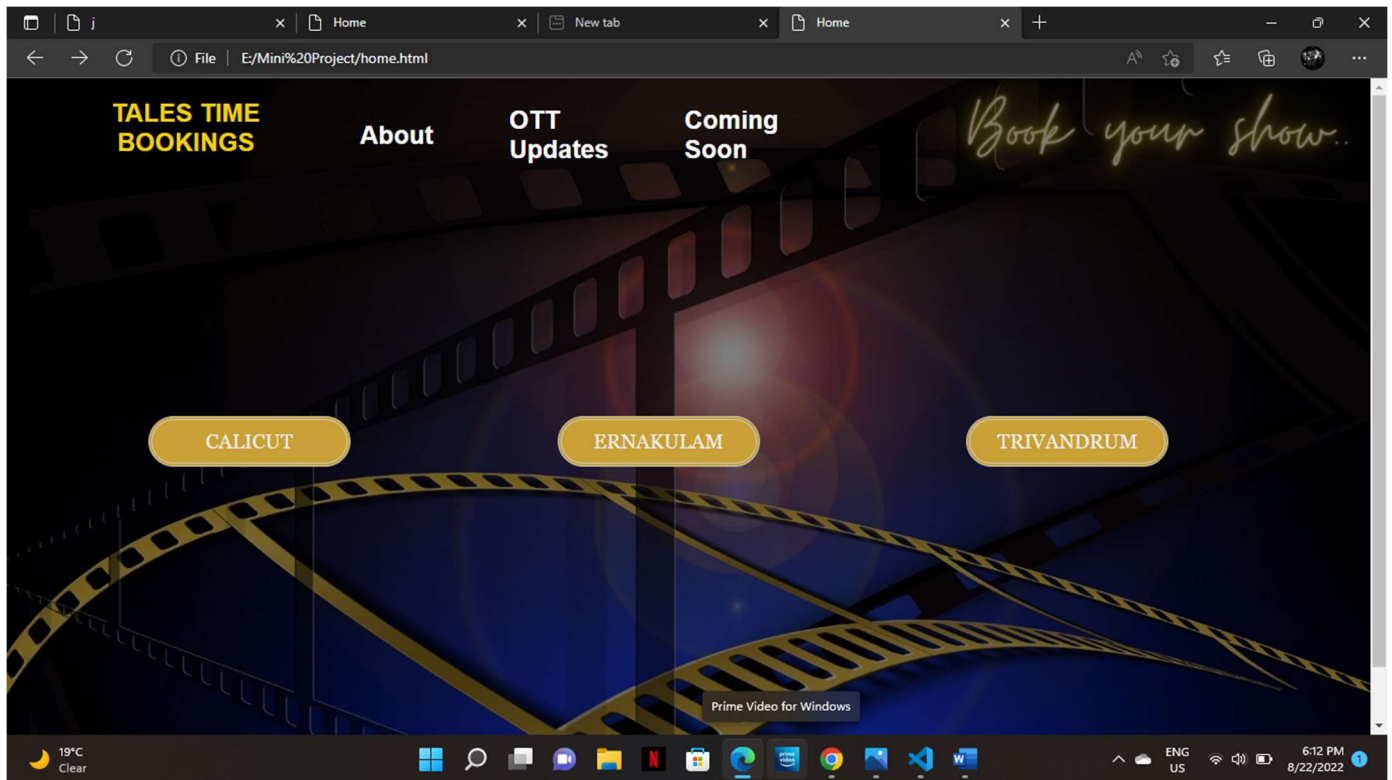 j
Home
New tab
Home
File
E:/Mini%20Project/home.html
TALES TIME
BOOKINGS
About
OTT
Updates
Coming
Soon
Book your show..
CALICUT
ERNAKULAM
TRIVANDRUM
Prime Video for Windows
19°C
Clear
N
prime video
W
ENG
US
6:12 PM
8/22/2022
1